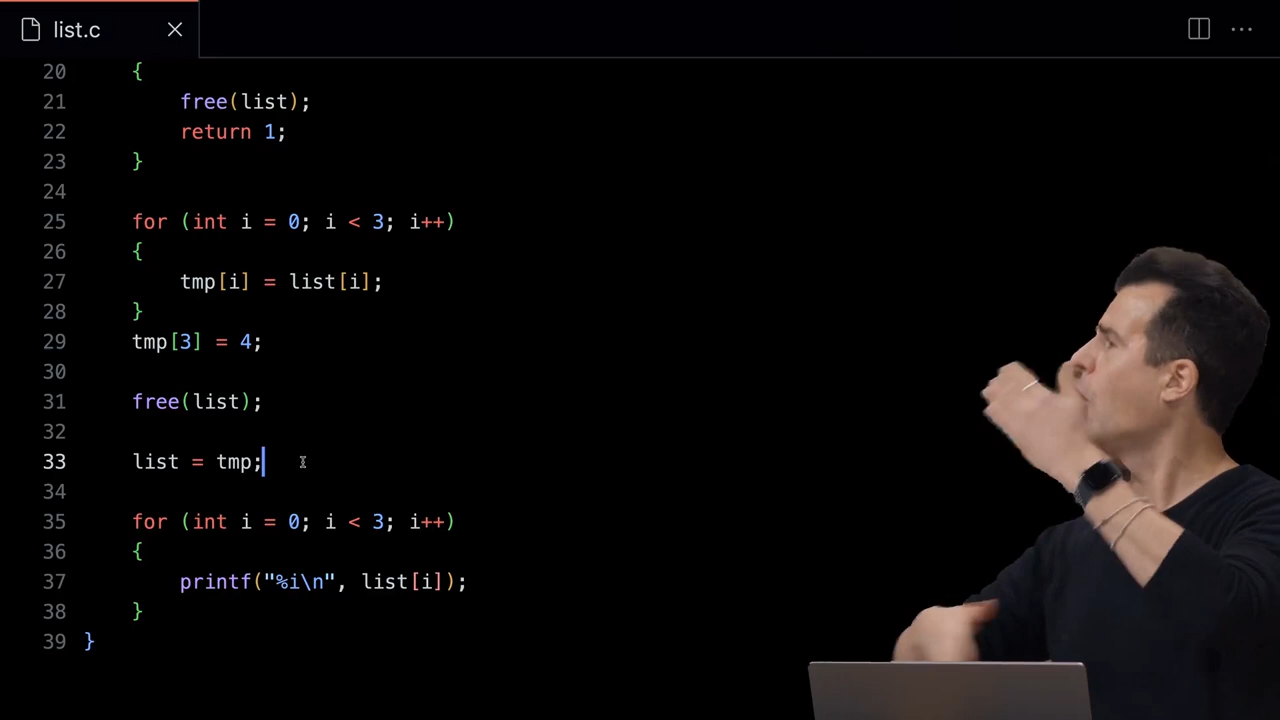 list.c
20 {
21 free(list);
22 return 1;
23 }
24
25 for (int i = 0; i < 3; i++)
26 {
27 tmp[i] = list[i];
28 }
29 tmp[3] = 4;
30
31 free(list);
32
33 list = tmp;
34
35 for (int i = 0; i < 3; i++)
36 {
37 printf("%i\n", list[i]);
38 }
39 }